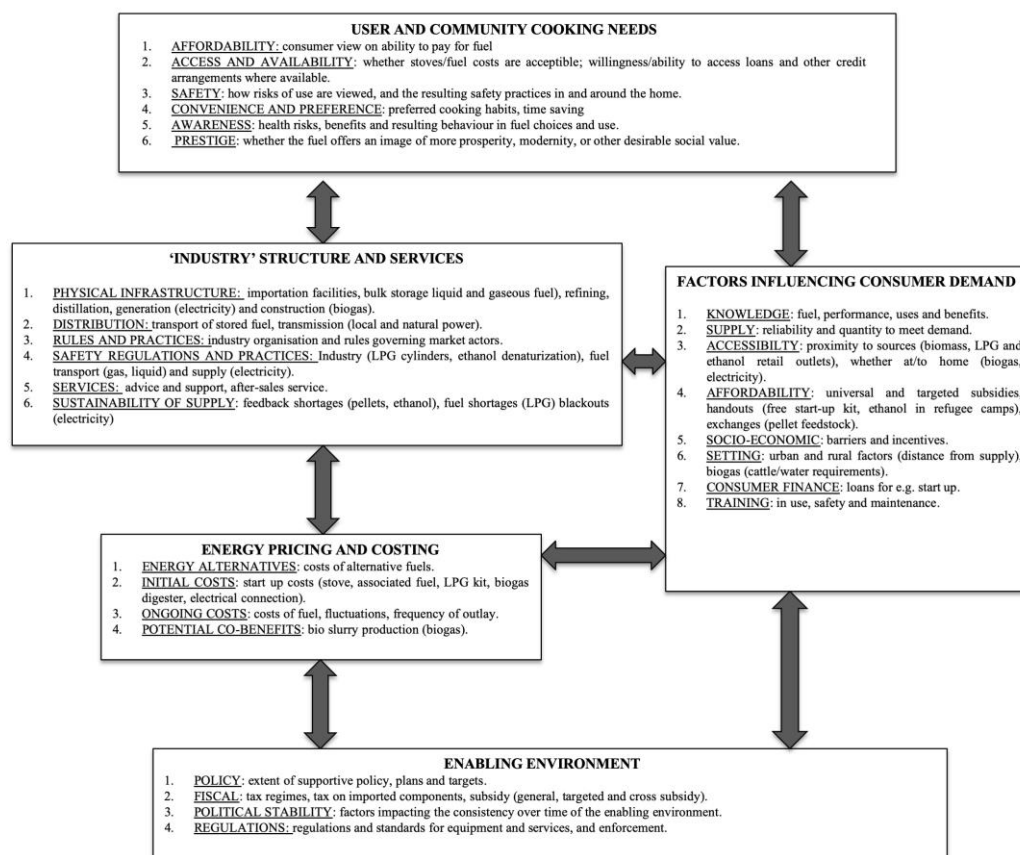 USER AND COMMUNITY COOKING NEEDS
1. AFFORDABILITY: consumer view on ability to pay for fuel
2. ACCESS AND AVAILABILITY: whether stoves/fuel costs are acceptible; willingness/ability to access loans and other credit
arrangements where available.
3. SAFETY: how risks of use are viewed, and the resulting safety practices in and around the home.
4. CONVENIENCE AND PREFERENCE: preferred cooking habits, time saving
5. AWARENESS: health risks, benefits and resulting behaviour in fuel choices and use.
6. PRESTIGE: whether the fuel offers an image of more prosperity, modernity, or other desirable social value.
‘INDUSTRY’ STRUCTURE AND SERVICES
1. PHYSICAL INFRASTRUCTURE: importation facilities, bulk storage liquid and gaseous fuel), refining,
distillation, generation (electricity) and construction (biogas).
2. DISTRIBUTION: transport of stored fuel, transmission (local and natural power).
3. RULES AND PRACTICES: industry organisation and rules governing market actors.
4. SAFETY REGULATIONS AND PRACTICES: Industry (LPG cylinders, ethanol denaturization), fuel
transport (gas, liquid) and supply (electricity).
5. SERVICES: advice and support, after-sales service.
6. SUSTAINABILITY OF SUPPLY: feedback shortages (pellets, ethanol), fuel shortages (LPG) blackouts
(electricity)
FACTORS INFLUENCING CONSUMER DEMAND
1. KNOWLEDGE: fuel, performance, uses and benefits.
2. SUPPLY: reliability and quantity to meet demand.
3. ACCESSIBILTY: proximity to sources (biomass, LPG and
ethanol retail outlets), whether at/to home (biogas,
electricity).
4. AFFORDABILITY: universal and targeted subsidies,
handouts (free start-up kit, ethanol in refugee camps),
exchanges (pellet feedstock).
5. SOCIO-ECONOMIC: barriers and incentives.
6. SETTING: urban and rural factors (distance from supply),
biogas (cattle/water requirements).
7. CONSUMER FINANCE: loans for e.g. start up.
8. TRAINING: in use, safety and maintenance.
ENERGY PRICING AND COSTING
1. ENERGY ALTERNATIVES: costs of alternative fuels.
2. INITIAL COSTS: start up costs (stove, associated fuel, LPG kit, biogas
digester, electrical connection).
3. ONGOING COSTS: costs of fuel, fluctuations, frequency of outlay.
4. POTENTIAL CO-BENEFITS: bio slurry production (biogas).
ENABLING ENVIRONMENT
1. POLICY: extent of supportive policy, plans and targets.
2. FISCAL: tax regimes, tax on imported components, subsidy (general, targeted and cross subsidy).
3. POLITICAL STABILITY: factors impacting the consistency over time of the enabling environment.
4. REGULATIONS: regulations and standards for equipment and services, and enforcement.